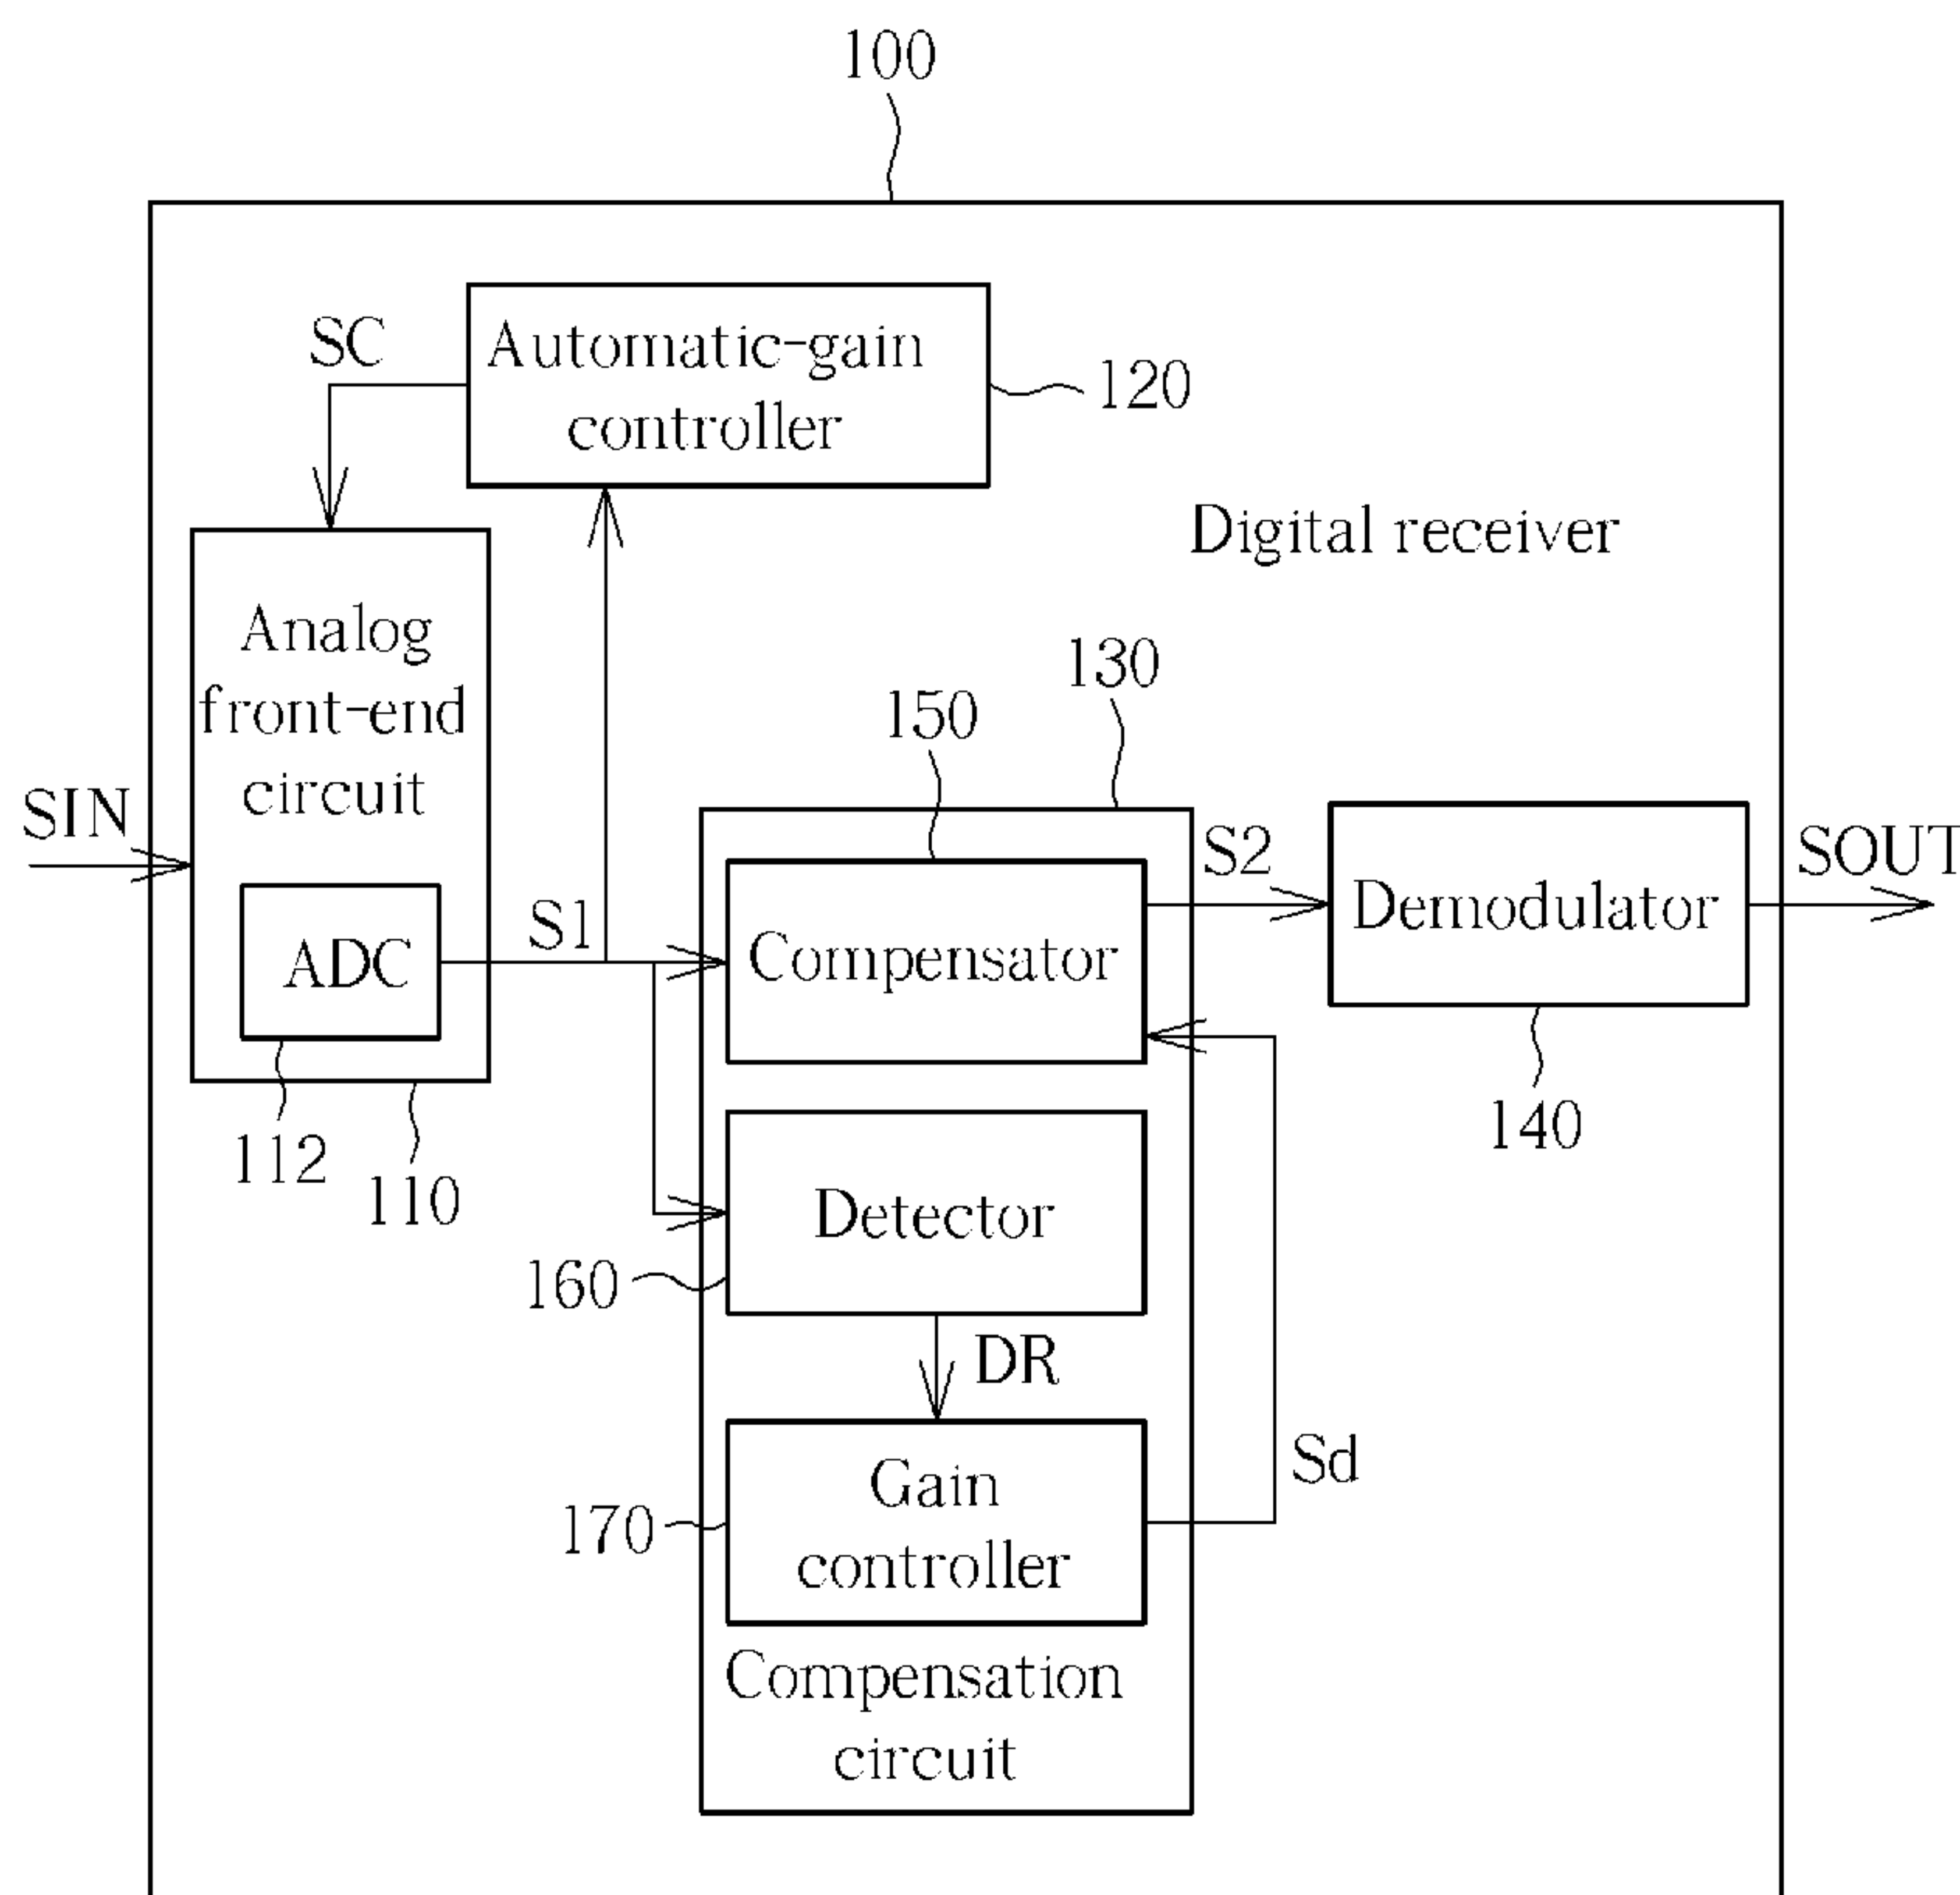 100
SC
Automatic-gain
controller
120
Digital receiver
Analog
front-end
circuit
130
150
SIN
S2
SOUT
Demodulator
S1
ADC
Compensator
140
112
110
Detector
160
DR
Gain
controller
Sd
170
Compensation
circuit